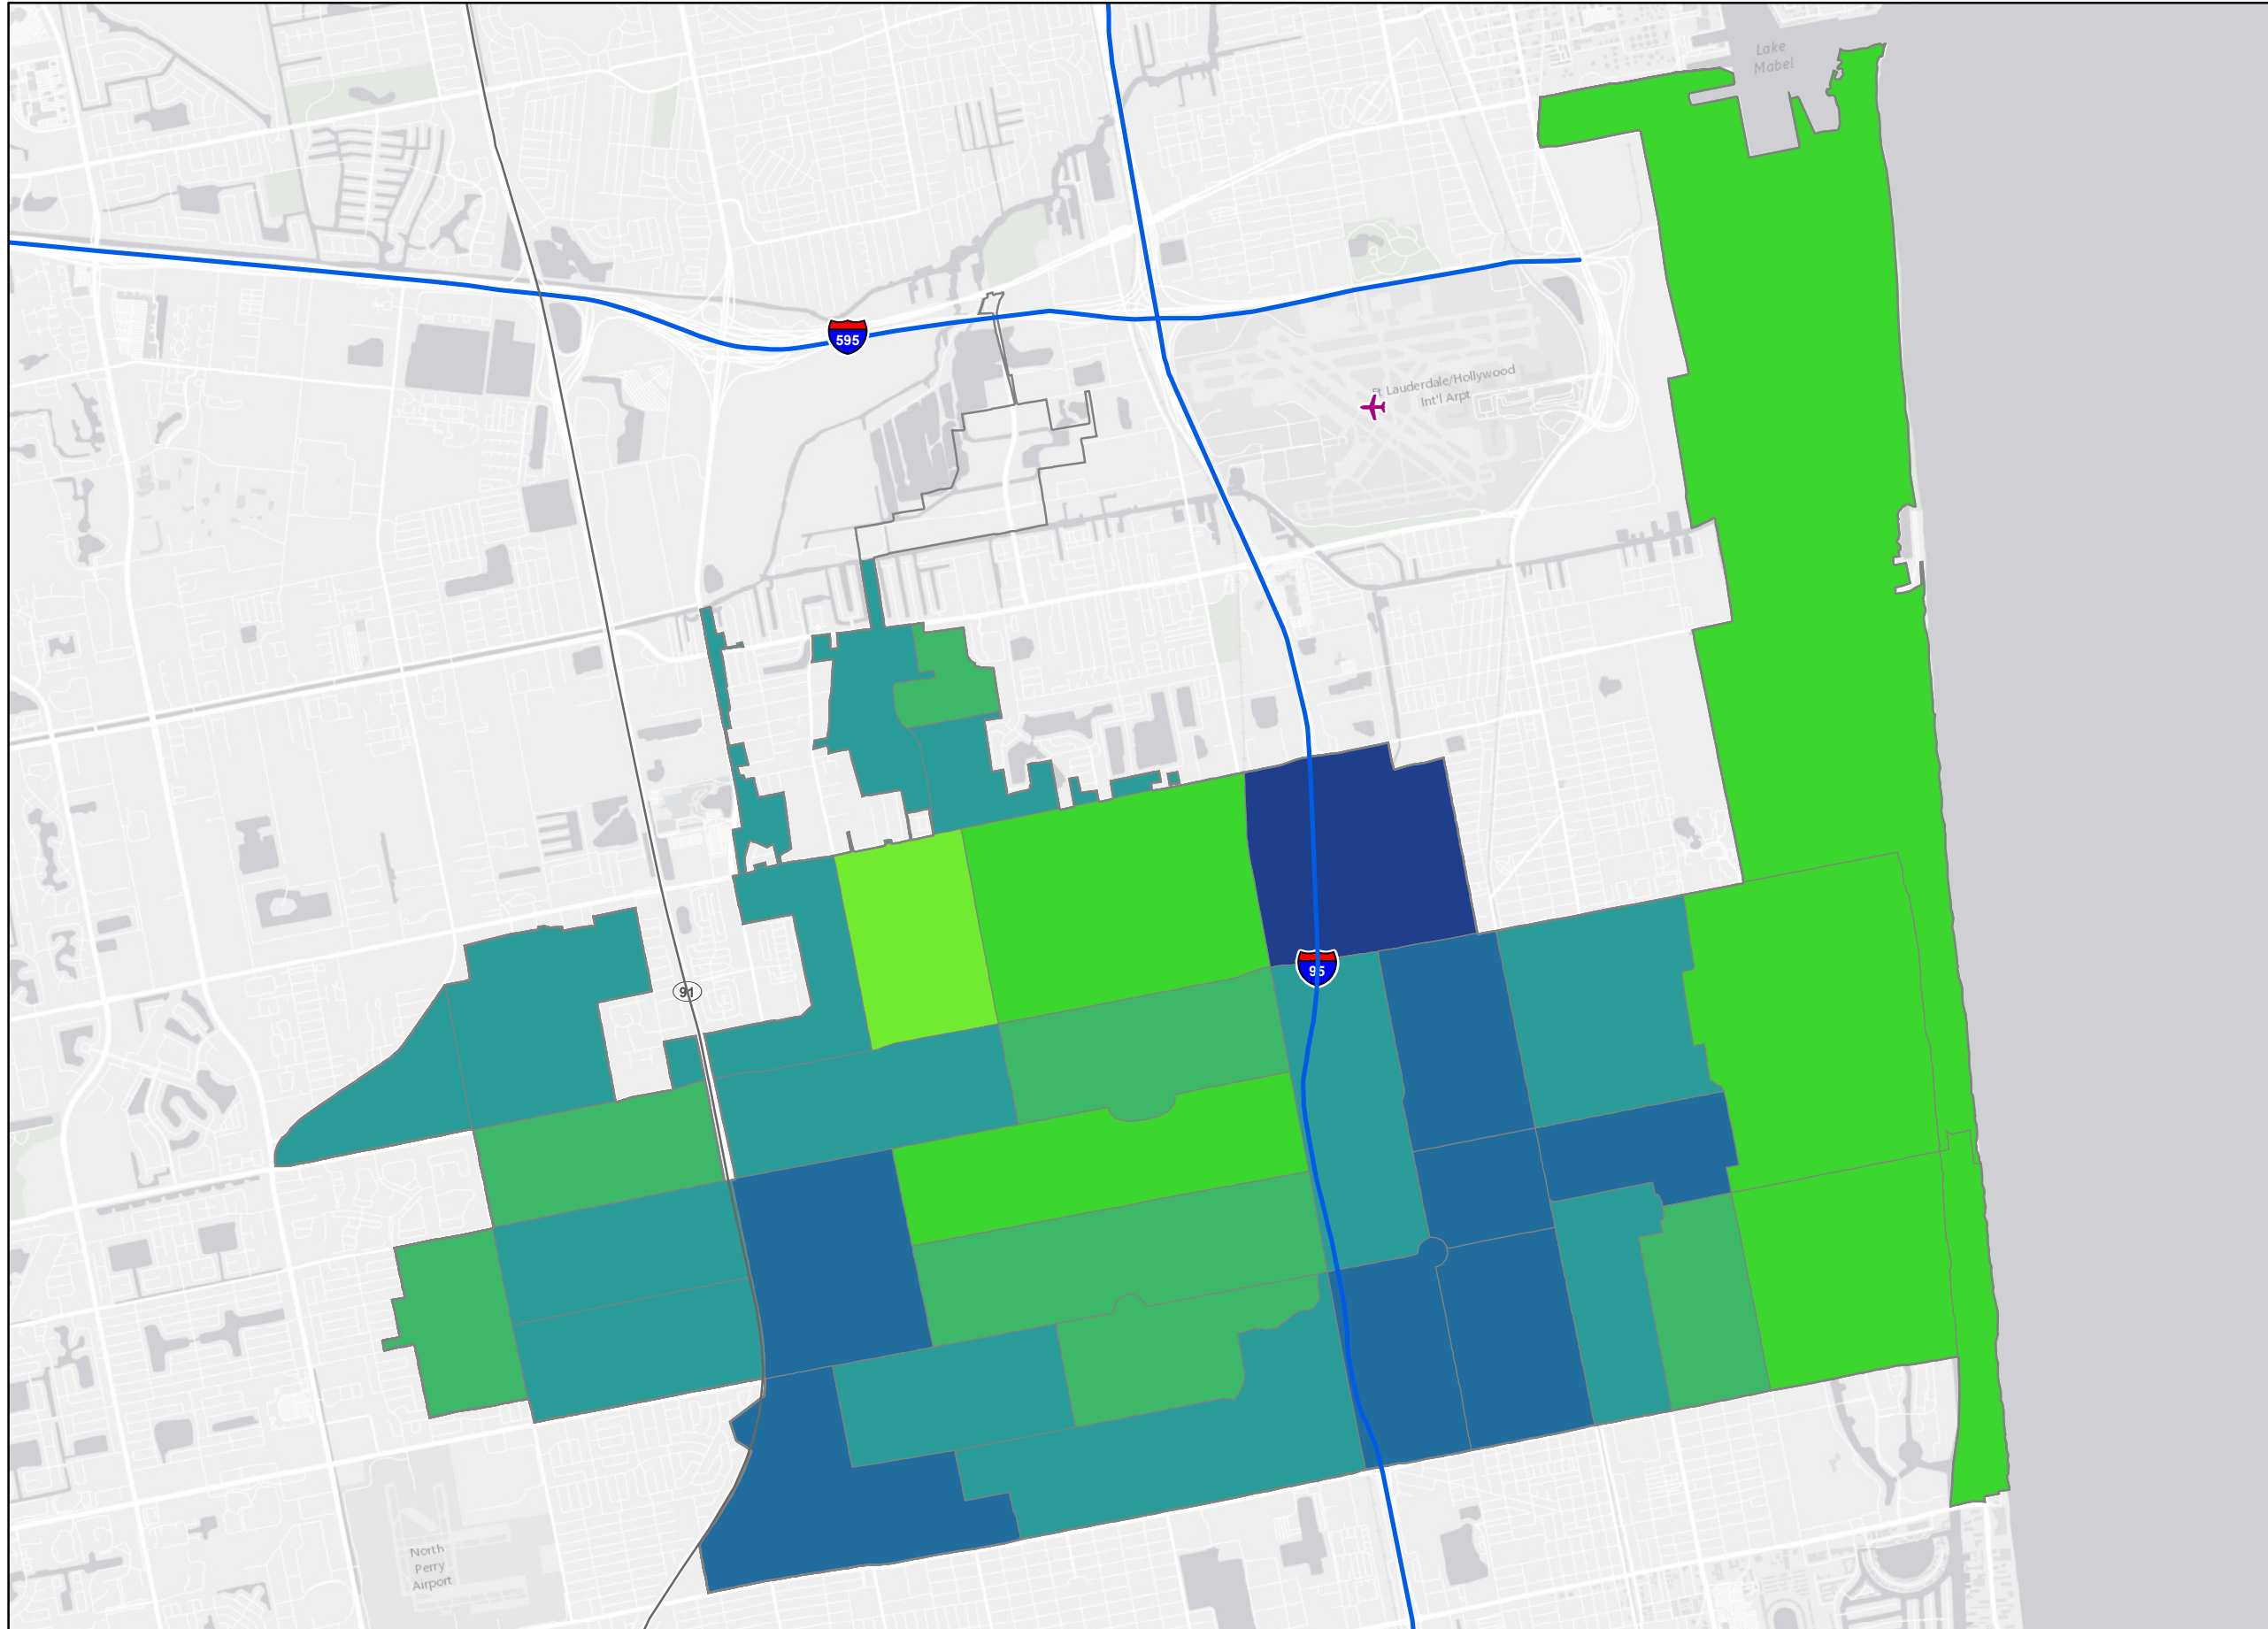 Lake
Mabel
595
Ft Lauderdale/Hollywood
Int'l Arpt
95
91
North
Perry
Airport